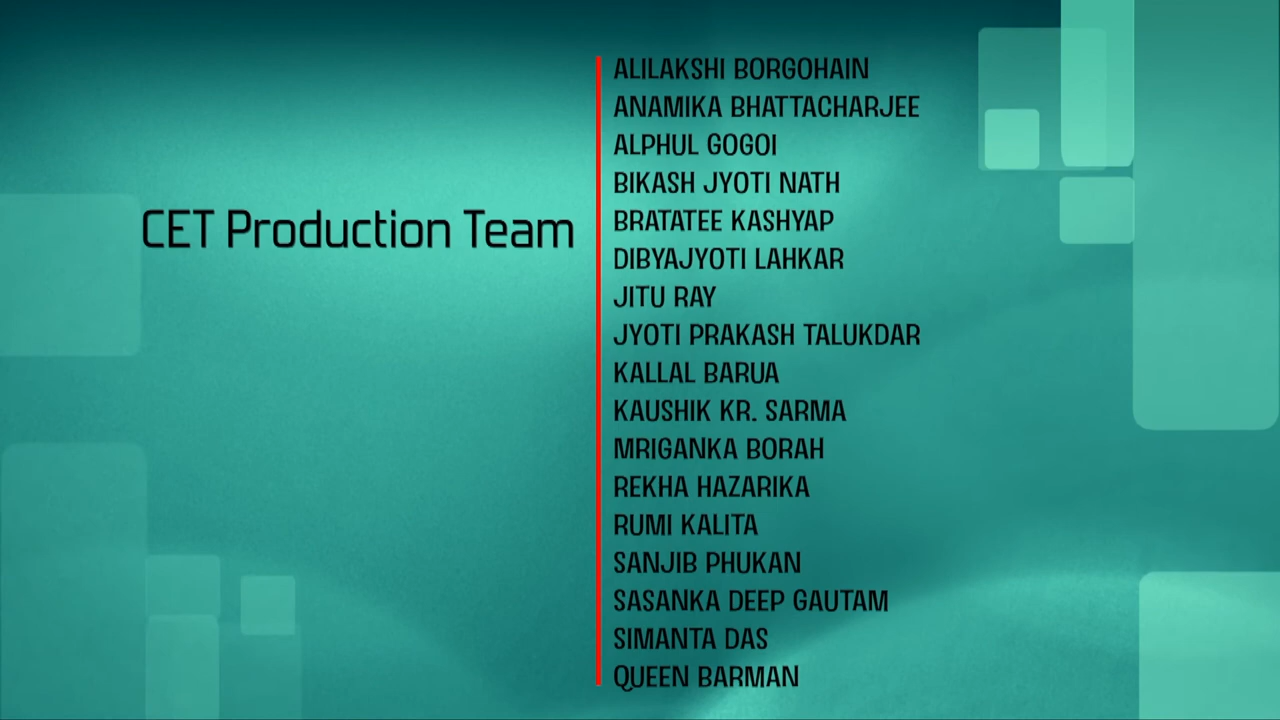 CET Production Team
ALILAKSHI BORGOHAIN
ANAMIKA BHATTACHARJEE
ALPHUL GOGOI
BIKASH JYOTI NATH
BRATATEE KASHYAP
DIBYAJYOTI LAHKAR
JITU RAY
JYOTI PRAKASH TALUKDAR
KALLAL BARUA
KAUSHIK KR. SARMA
MRIGANKA BORAH
REKHA HAZARIKA
RUMI KALITA
SANJIB PHUKAN
SASANKA DEEP GAUTAM
SIMANTA DAS
QUEEN BARMAN